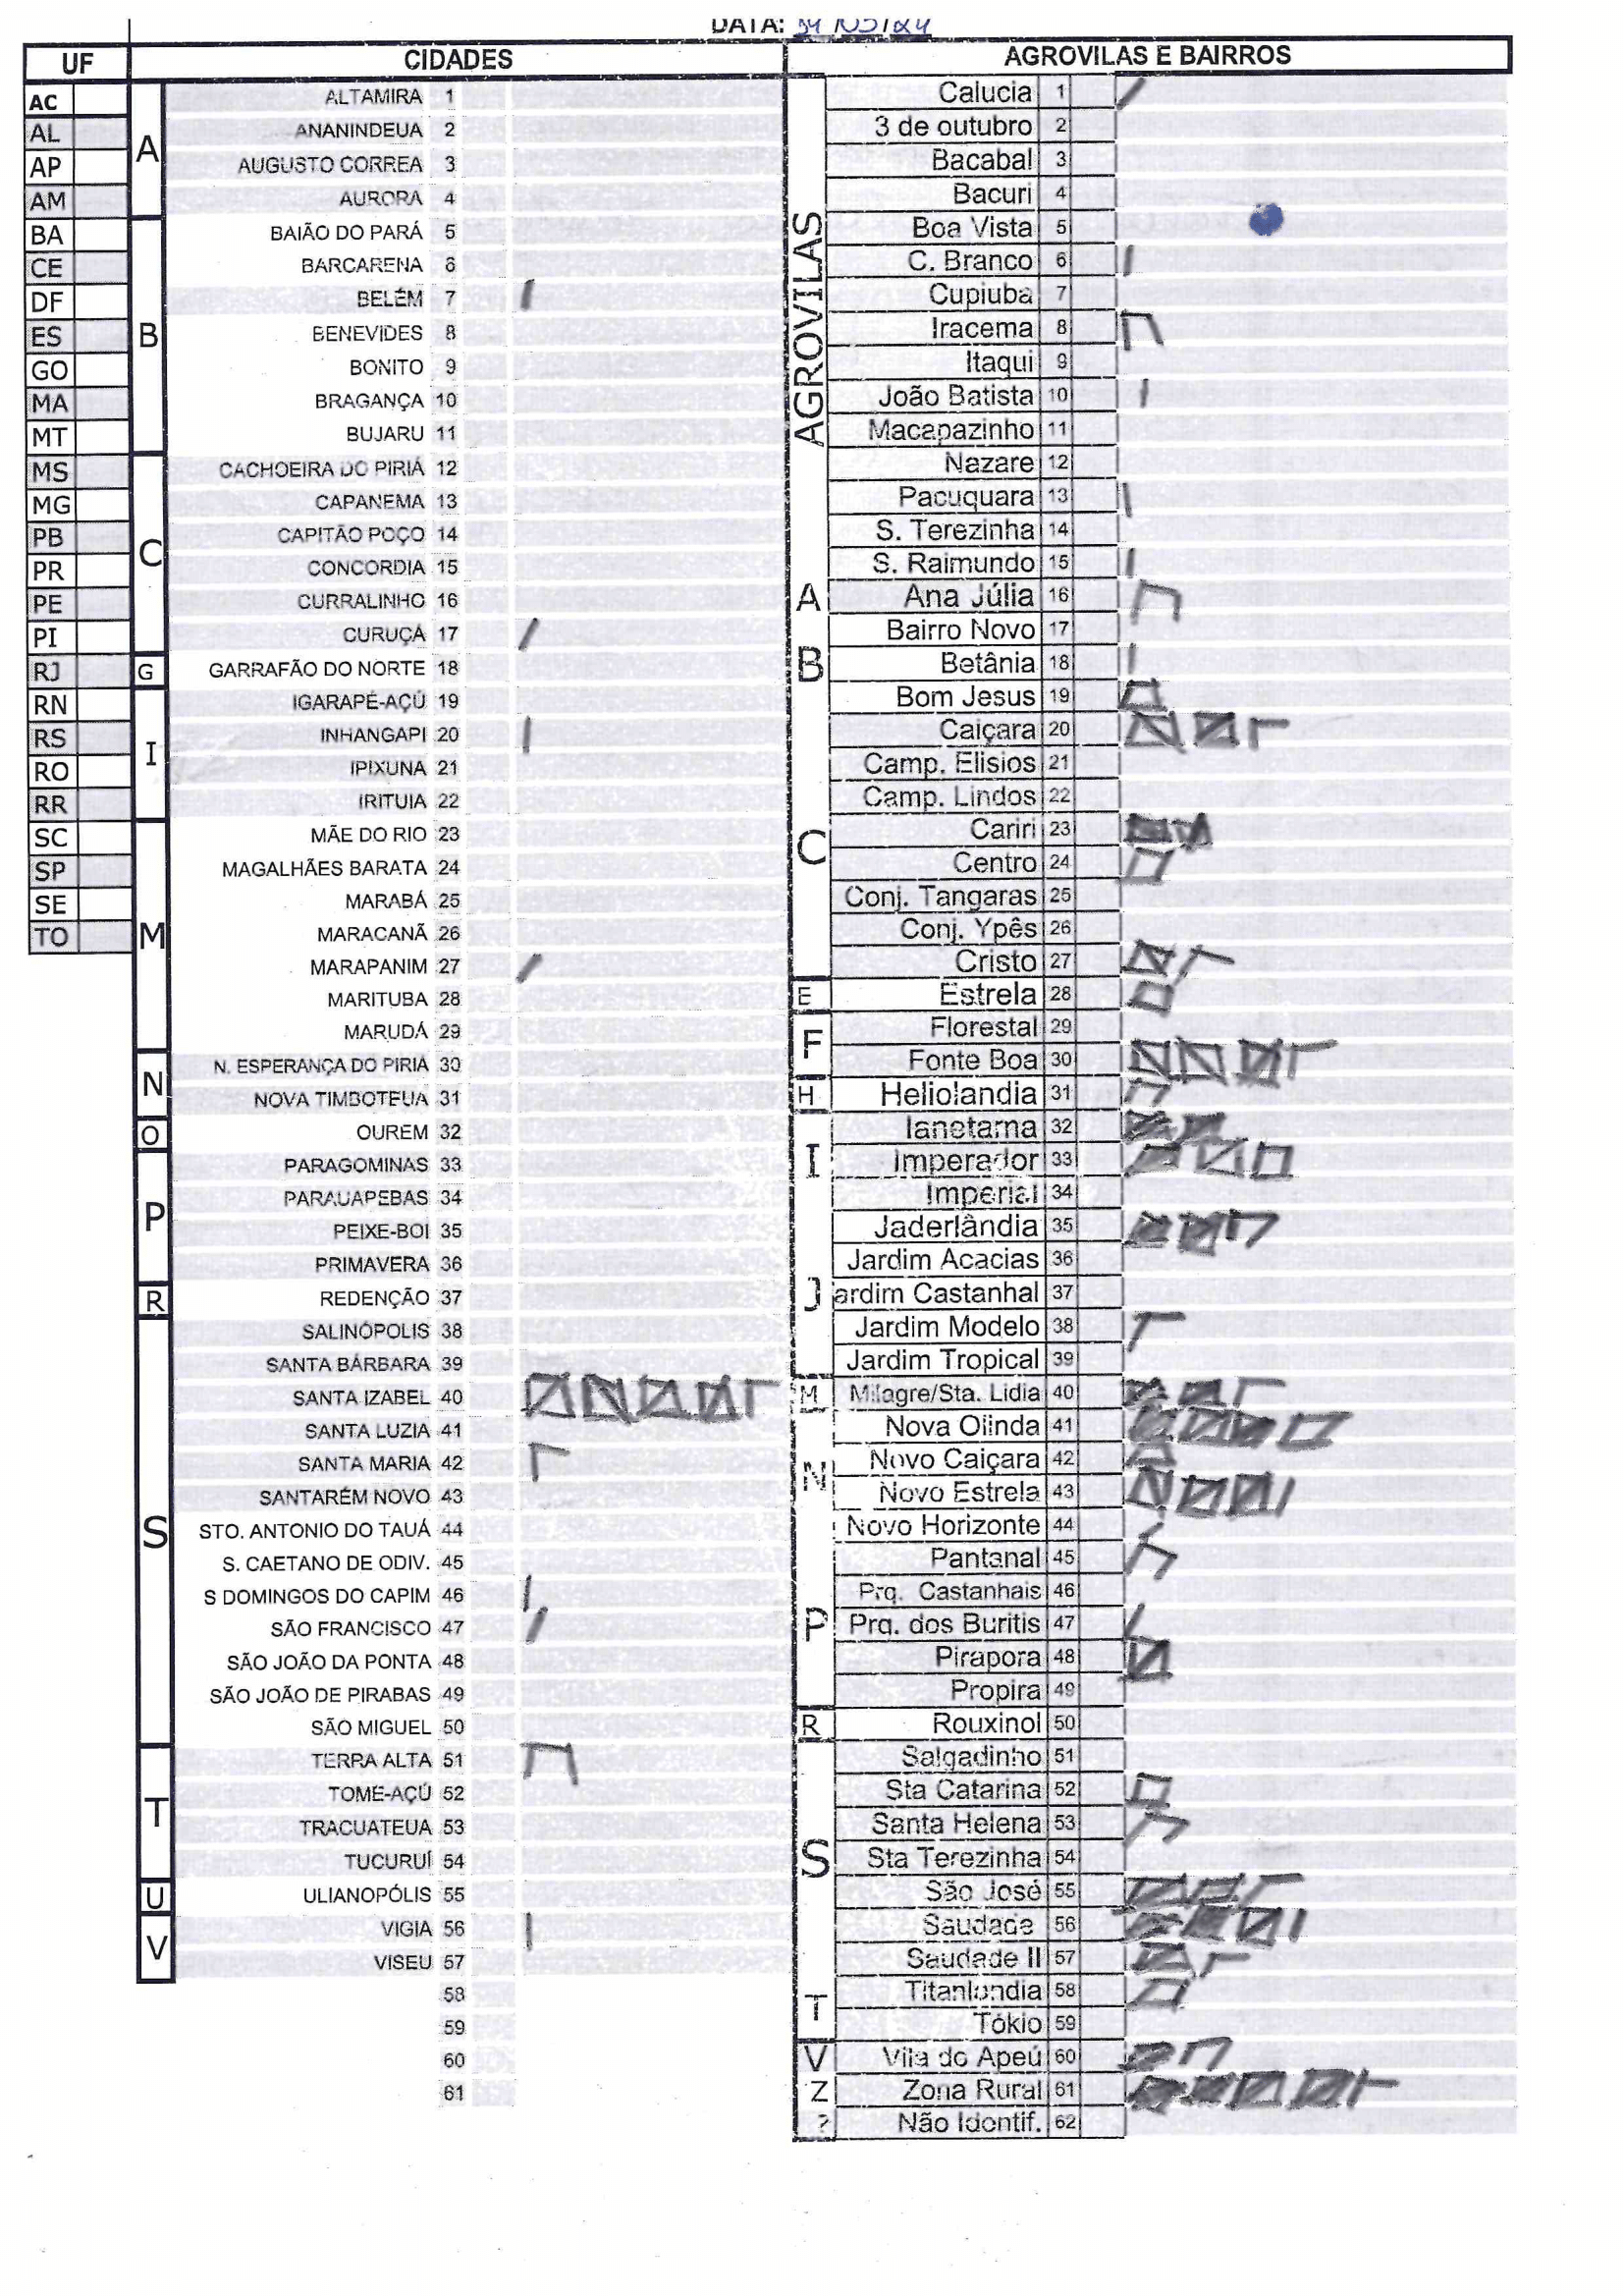 DATA: 31/05/24
UF
CIDADES
AGROVILAS E BAIRROS
AC
AL
AP
AM
BA
CE
DF
ES
GO
MA
MT
MS
MG
PB
PR
PE
PI
RJ
RN
RS
RO
RR
SC
SP
SE
TO
A
ALTAMIRA 1
ANANINDEUA 2
AUGUSTO CORREA 3
AURORA 4
B
BAIÃO DO PARÁ 5
BARCARENA 6
BELÉM 7
BENEVIDES 8
BONITO 9
BRAGANÇA 10
BUJARU 11
C
CACHOEIRA DO PIRIÁ 12
CAPANEMA 13
CAPITÃO POÇO 14
CONCORDIA 15
CURRALINHO 16
CURUÇÁ 17
G
GARRAFÃO DO NORTE 18
I
IGARAPÉ-AÇÚ 19
INHANGAPI 20
IPIXUNA 21
IRITUIA 22
M
MÃE DO RIO 23
MAGALHÃES BARATA 24
MARABÁ 25
MARACANÃ 26
MARAPANIM 27
MARITUBA 28
MARUDÁ 29
N
N. ESPERANÇA DO PIRIA 30
NOVA TIMBOTEUA 31
O
OUREM 32
P
PARAGOMINAS 33
PARAUAPEBAS 34
PEIXE-BOI 35
PRIMAVERA 36
R
REDENÇÃO 37
S
SALINÓPOLIS 38
SANTA BÁRBARA 39
SANTA IZABEL 40
SANTA LUZIA 41
SANTA MARIA 42
SANTARÉM NOVO 43
STO. ANTONIO DO TAUÁ 44
S. CAETANO DE ODIV. 45
S DOMINGOS DO CAPIM 46
SÃO FRANCISCO 47
SÃO JOÃO DA PONTA 48
SÃO JOÃO DE PIRABAS 49
SÃO MIGUEL 50
T
TERRA ALTA 51
TOME-AÇÚ 52
TRACUATEUA 53
TUCURUÍ 54
U
ULIANOPÓLIS 55
V
VIGIA 56
VISEU 57
58
59
60
61
AGROVILAS
Calucia 1
3 de outubro 2
Bacabal 3
Bacuri 4
Boa Vista 5
C. Branco 6
Cupiuba 7
Iracema 8
Itaqui 9
João Batista 10
Macapazinho 11
Nazare 12
Pacuquara 13
S. Terezinha 14
S. Raimundo 15
A
Ana Júlia 16
B
Bairro Novo 17
Betânia 18
Bom Jesus 19
C
Caiçara 20
Camp. Elisios 21
Camp. Lindos 22
Cariri 23
Centro 24
Conj. Tangaras 25
Conj. Ypês 26
Cristo 27
E
Estrela 28
F
Florestal 29
Fonte Boa 30
H
Heliolandia 31
I
Ianetama 32
Imperador 33
Imperial 34
J
Jaderlândia 35
Jardim Acacias 36
ardim Castanhal 37
Jardim Modelo 38
Jardim Tropical 39
M
Milagre/Sta. Lidia 40
N
Nova Olinda 41
Novo Caiçara 42
Novo Estrela 43
Novo Horizonte 44
P
Pantanal 45
Prq. Castanhais 46
Prq. dos Buritis 47
Pirapora 48
Propira 49
R
Rouxinol 50
S
Salgadinho 51
Sta Catarina 52
Santa Helena 53
Sta Terezinha 54
São José 55
Saudade 56
Saudade II 57
T
Titanlandia 58
Tókio 59
V
Vila do Apeú 60
Z
Zona Rural 61
?
Não Identif. 62